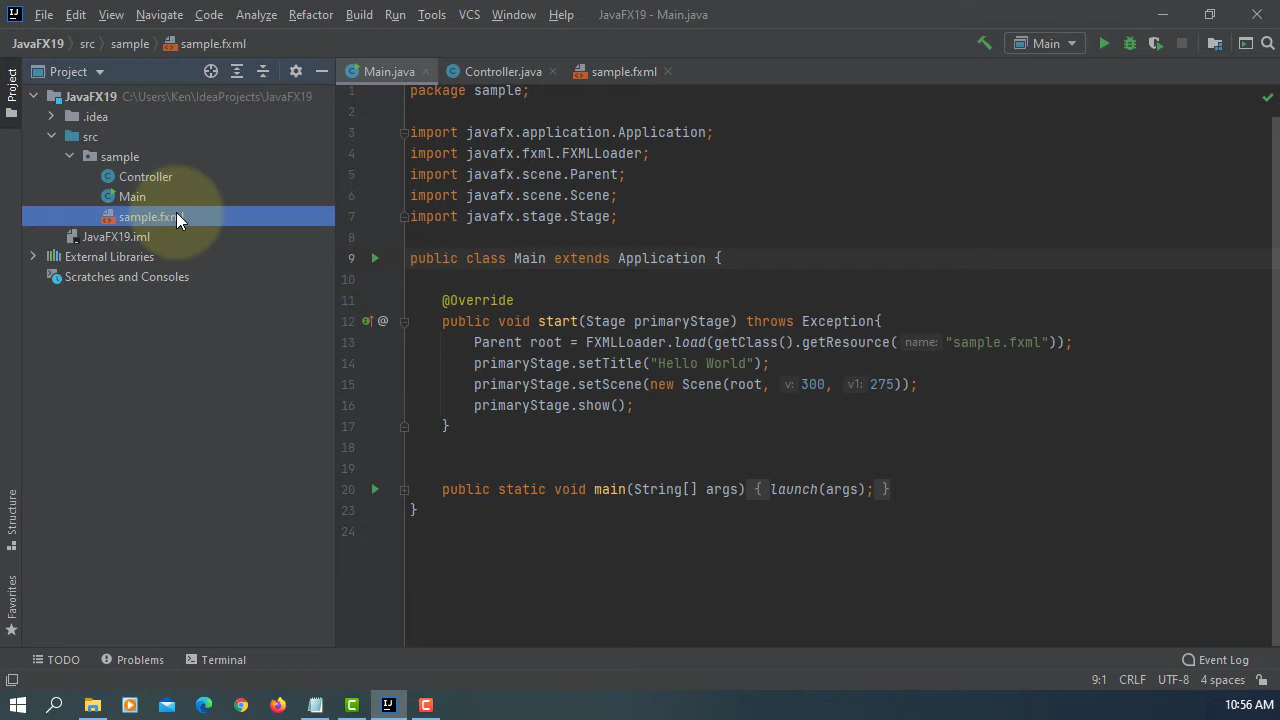 File Edit View Navigate Code Analyze Refactor Build Run Tools VCS Window Help JavaFX19 - Main.java
JavaFX19 src sample sample.fxml Main
Project Main.java Controller.java sample.fxml
Project
JavaFX19 C:\Users\Ken\IdeaProjects\JavaFX19
.idea
src
sample
Controller
Main
sample.fxml
JavaFX19.iml
External Libraries
Scratches and Consoles
1 package sample;
2
3 import javafx.application.Application;
4 import javafx.fxml.FXMLLoader;
5 import javafx.scene.Parent;
6 import javafx.scene.Scene;
7 import javafx.stage.Stage;
8
9 public class Main extends Application {
10
11 @Override
12 public void start(Stage primaryStage) throws Exception{
13 Parent root = FXMLLoader.load(getClass().getResource( name: "sample.fxml"));
14 primaryStage.setTitle("Hello World");
15 primaryStage.setScene(new Scene(root, v: 300, v1: 275));
16 primaryStage.show();
17 }
18
19
20 public static void main(String[] args) { launch(args); }
23 }
24
Structure
Favorites
TODO Problems Terminal Event Log
9:1 CRLF UTF-8 4 spaces
10:56 AM